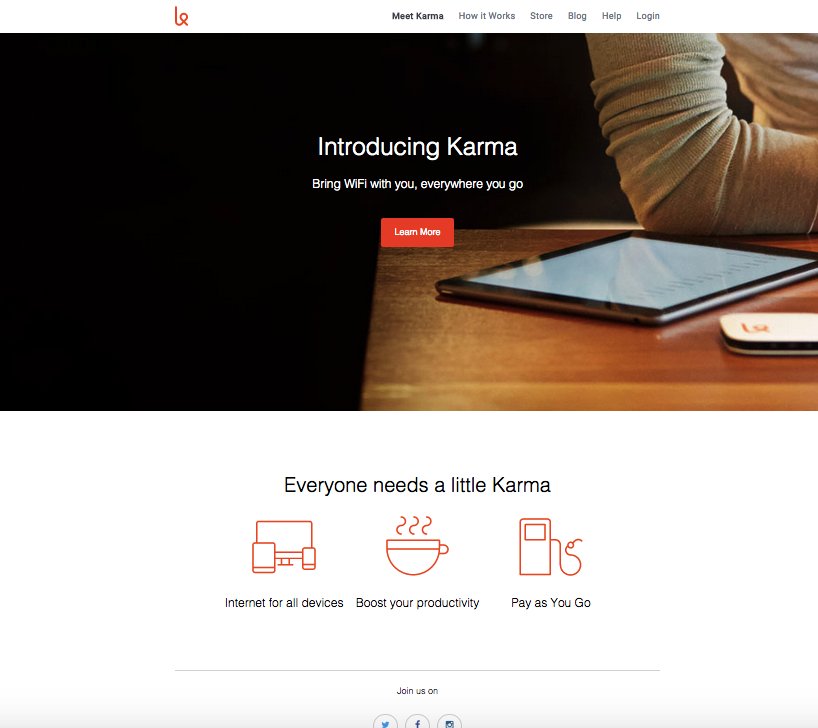 Meet Karma How it Works Store Blog Help Login
Introducing Karma
Bring WiFi with you, everywhere you go
Learn More
Everyone needs a little Karma
Internet for all devices Boost your productivity Pay as You Go
Join us on